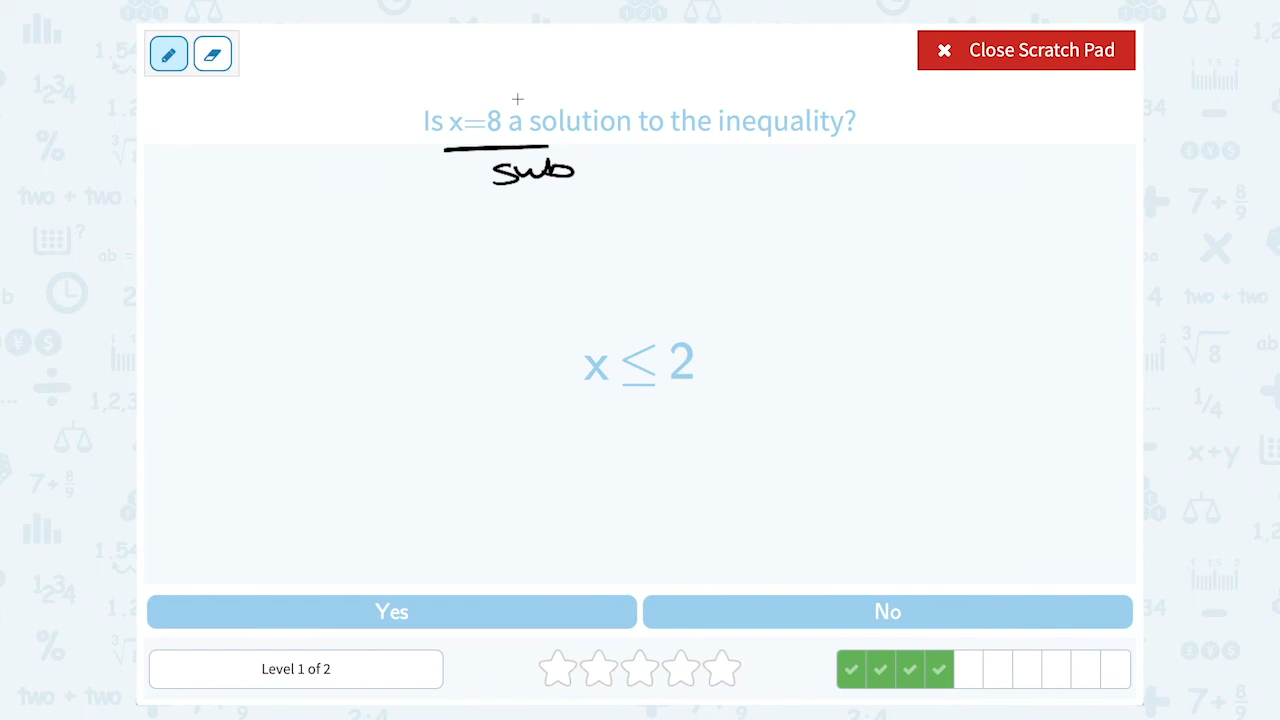 Close Scratch Pad
Is x=8 a solution to the inequality?
sub
x ≤ 2
Yes
No
Level 1 of 2